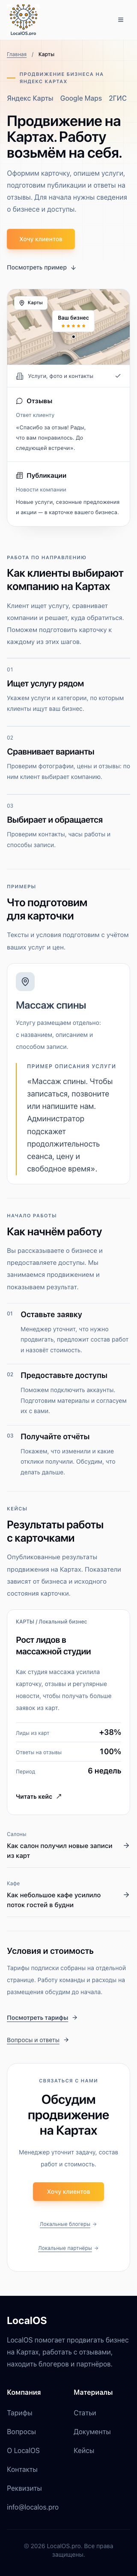 LocalOS.pro
Главная / Карты
ПРОДВИЖЕНИЕ БИЗНЕСА НА
ЯНДЕКС КАРТАХ
Яндекс Карты Google Maps 2ГИС
Продвижение на
Картах. Работу
возьмём на себя.
Оформим карточку, опишем услуги,
подготовим публикации и ответы на
отзывы. Для начала нужны сведения
о бизнесе и доступы.
Хочу клиентов
Посмотреть пример ↓
Карты
Ваш бизнес
★★★★★
Услуги, фото и контакты
Отзывы
Ответ клиенту
«Спасибо за отзыв! Рады,
что вам понравилось. До
следующей встречи».
Публикации
Новости компании
Новые услуги, сезонные предложения
и акции — в карточке вашего бизнеса.
РАБОТА ПО НАПРАВЛЕНИЮ
Как клиенты выбирают
компанию на Картах
Клиент ищет услугу, сравнивает
компании и решает, куда обратиться.
Поможем подготовить карточку к
каждому из этих шагов.
01
Ищет услугу рядом
Укажем услуги и категории, по которым
клиенты ищут ваш бизнес.
02
Сравнивает варианты
Проверим фотографии, цены и отзывы: по
ним клиент выбирает компанию.
03
Выбирает и обращается
Проверим контакты, часы работы и
способы записи.
ПРИМЕРЫ
Что подготовим
для карточки
Тексты и условия подготовим с учётом
ваших услуг и цен.
Массаж спины
Услугу размещаем отдельно:
с названием, описанием и
способом записи.
ПРИМЕР ОПИСАНИЯ УСЛУГИ
«Массаж спины. Чтобы
записаться, позвоните
или напишите нам.
Администратор
подскажет
продолжительность
сеанса, цену и
свободное время».
НАЧАЛО РАБОТЫ
Как начнём работу
Вы рассказываете о бизнесе и
предоставляете доступы. Мы
занимаемся продвижением и
показываем результат.
01 Оставьте заявку
Менеджер уточнит, что нужно
продвигать, предложит состав работ
и назовёт стоимость.
02 Предоставьте доступы
Поможем подключить аккаунты.
Подготовим материалы и согласуем
их с вами.
03 Получайте отчёты
Покажем, что изменили и какие
отклики получили. Обсудим, что
делать дальше.
КЕЙСЫ
Результаты работы
с карточками
Опубликованные результаты
продвижения на Картах. Показатели
зависят от бизнеса и исходного
состояния карточки.
КАРТЫ / Локальный бизнес
Рост лидов в
массажной студии
Как студия массажа усилила
карточку, отзывы и регулярные
новости, чтобы получать больше
заявок из карт.
Лиды из карт +38%
Ответы на отзывы 100%
Период 6 недель
Читать кейс ↗
Салоны
Как салон получил новые записи →
из карт
Кафе
Как небольшое кафе усилило →
поток гостей в будни
Условия и стоимость
Тарифы подписки собраны на отдельной
странице. Работу команды и расходы на
размещения обсудим до начала.
Посмотреть тарифы →
Вопросы и ответы →
СВЯЗАТЬСЯ С НАМИ
Обсудим
продвижение
на Картах
Менеджер уточнит задачу, состав
работ и стоимость.
Хочу клиентов
Локальные блогеры →
Локальные партнёры →
LocalOS
LocalOS помогает продвигать бизнес
на Картах, работать с отзывами,
находить блогеров и партнёров.
Компания Материалы
Тарифы Статьи
Вопросы Документы
О LocalOS Кейсы
Контакты
Реквизиты
info@localos.pro
© 2026 LocalOS.pro. Все права
защищены.